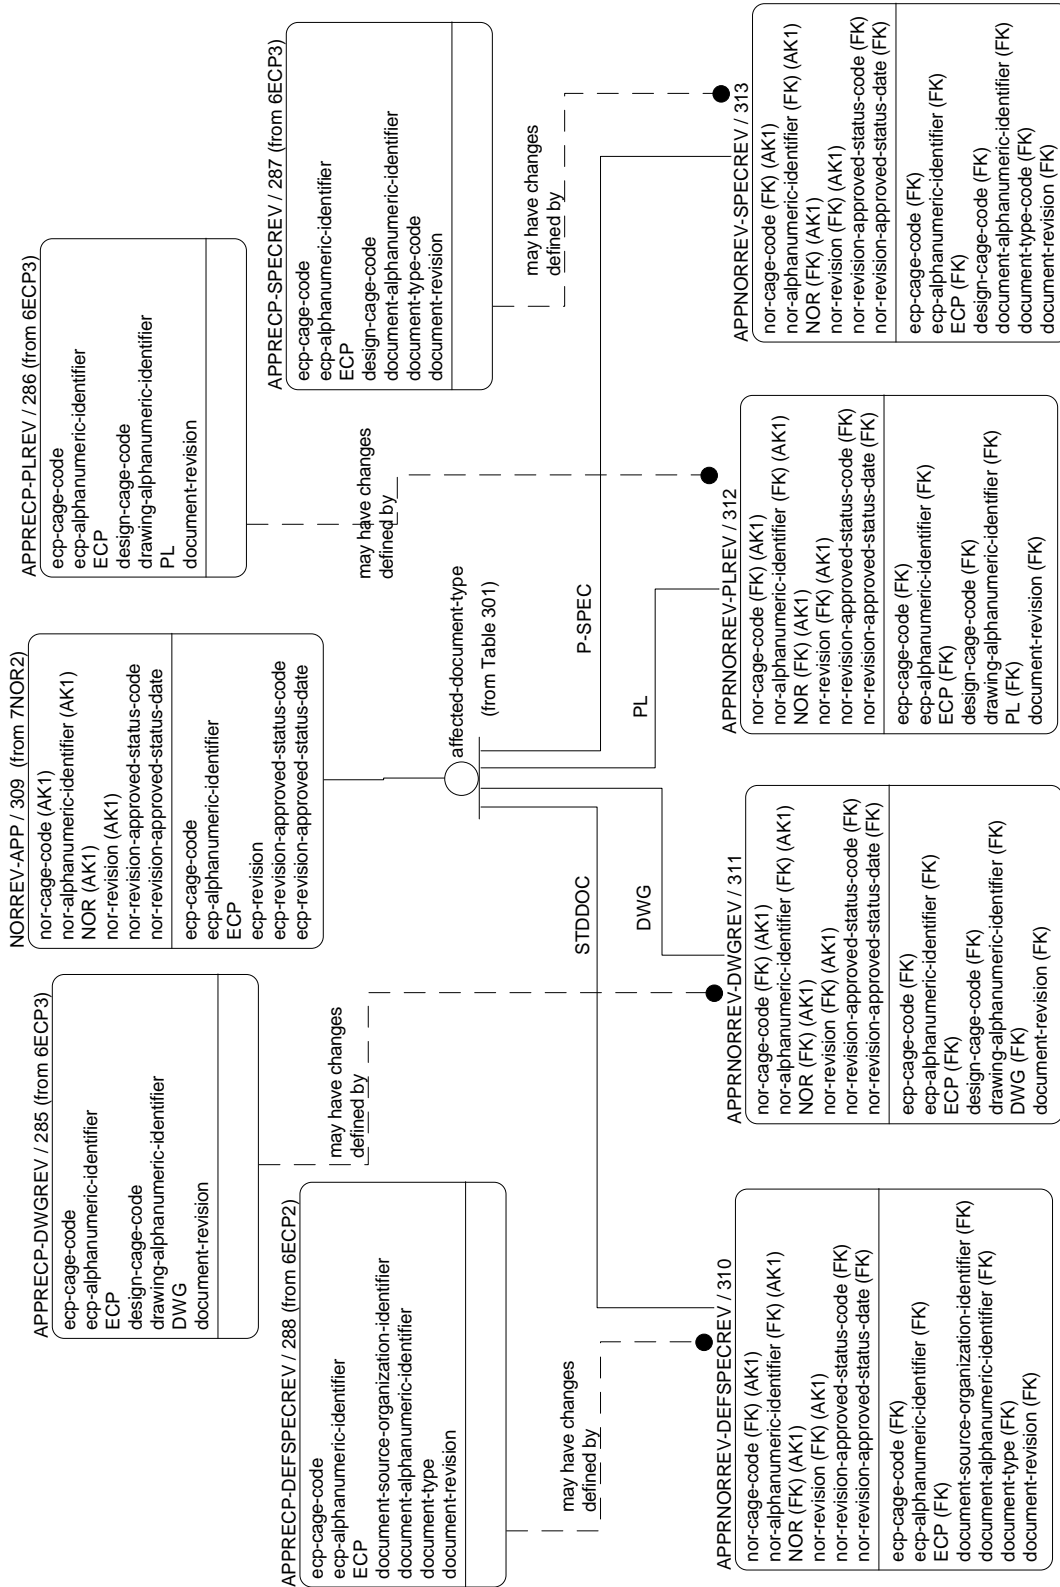 APPRECP-DWGREV / 285 (from 6ECP3)
ecp-cage-code
ecp-alphanumeric-identifier
ECP
design-cage-code
drawing-alphanumeric-identifier
DWG
document-revision
NORREV-APP / 309 (from 7NOR2)
nor-cage-code (AK1)
nor-alphanumeric-identifier (AK1)
NOR (AK1)
nor-revision (AK1)
nor-revision-approved-status-code
nor-revision-approved-status-date
ecp-cage-code
ecp-alphanumeric-identifier
ECP
ecp-revision
ecp-revision-approved-status-code
ecp-revision-approved-status-date
APPRECP-PLREV / 286 (from 6ECP3)
ecp-cage-code
ecp-alphanumeric-identifier
ECP
design-cage-code
drawing-alphanumeric-identifier
PL
document-revision
APPRECP-DEFSPECREV / 288 (from 6ECP2)
ecp-cage-code
ecp-alphanumeric-identifier
ECP
document-source-organization-identifier
document-alphanumeric-identifier
document-type
document-revision
APPRECP-SPECREV / 287 (from 6ECP3)
ecp-cage-code
ecp-alphanumeric-identifier
ECP
design-cage-code
document-alphanumeric-identifier
document-type-code
document-revision
may have changes
defined by
may have changes
defined by
affected-document-type
(from Table 301)
may have changes
defined by
may have changes
defined by
STDDOC
DWG
PL
P-SPEC
APPRNORREV-DEFSPECREV / 310
nor-cage-code (FK) (AK1)
nor-alphanumeric-identifier (FK) (AK1)
NOR (FK) (AK1)
nor-revision (FK) (AK1)
nor-revision-approved-status-code (FK)
nor-revision-approved-status-date (FK)
ecp-cage-code (FK)
ecp-alphanumeric-identifier (FK)
ECP (FK)
document-source-organization-identifier (FK)
document-alphanumeric-identifier (FK)
document-type (FK)
document-revision (FK)
APPRNORREV-DWGREV / 311
nor-cage-code (FK) (AK1)
nor-alphanumeric-identifier (FK) (AK1)
NOR (FK) (AK1)
nor-revision (FK) (AK1)
nor-revision-approved-status-code (FK)
nor-revision-approved-status-date (FK)
ecp-cage-code (FK)
ecp-alphanumeric-identifier (FK)
ECP (FK)
design-cage-code (FK)
drawing-alphanumeric-identifier (FK)
DWG (FK)
document-revision (FK)
APPRNORREV-PLREV / 312
nor-cage-code (FK) (AK1)
nor-alphanumeric-identifier (FK) (AK1)
NOR (FK) (AK1)
nor-revision (FK) (AK1)
nor-revision-approved-status-code (FK)
nor-revision-approved-status-date (FK)
ecp-cage-code (FK)
ecp-alphanumeric-identifier (FK)
ECP (FK)
design-cage-code (FK)
drawing-alphanumeric-identifier (FK)
PL (FK)
document-revision (FK)
APPNORREV-SPECREV / 313
nor-cage-code (FK) (AK1)
nor-alphanumeric-identifier (FK) (AK1)
NOR (FK) (AK1)
nor-revision (FK) (AK1)
nor-revision-approved-status-code (FK)
nor-revision-approved-status-date (FK)
ecp-cage-code (FK)
ecp-alphanumeric-identifier (FK)
ECP (FK)
design-cage-code (FK)
document-alphanumeric-identifier (FK)
document-type-code (FK)
document-revision (FK)